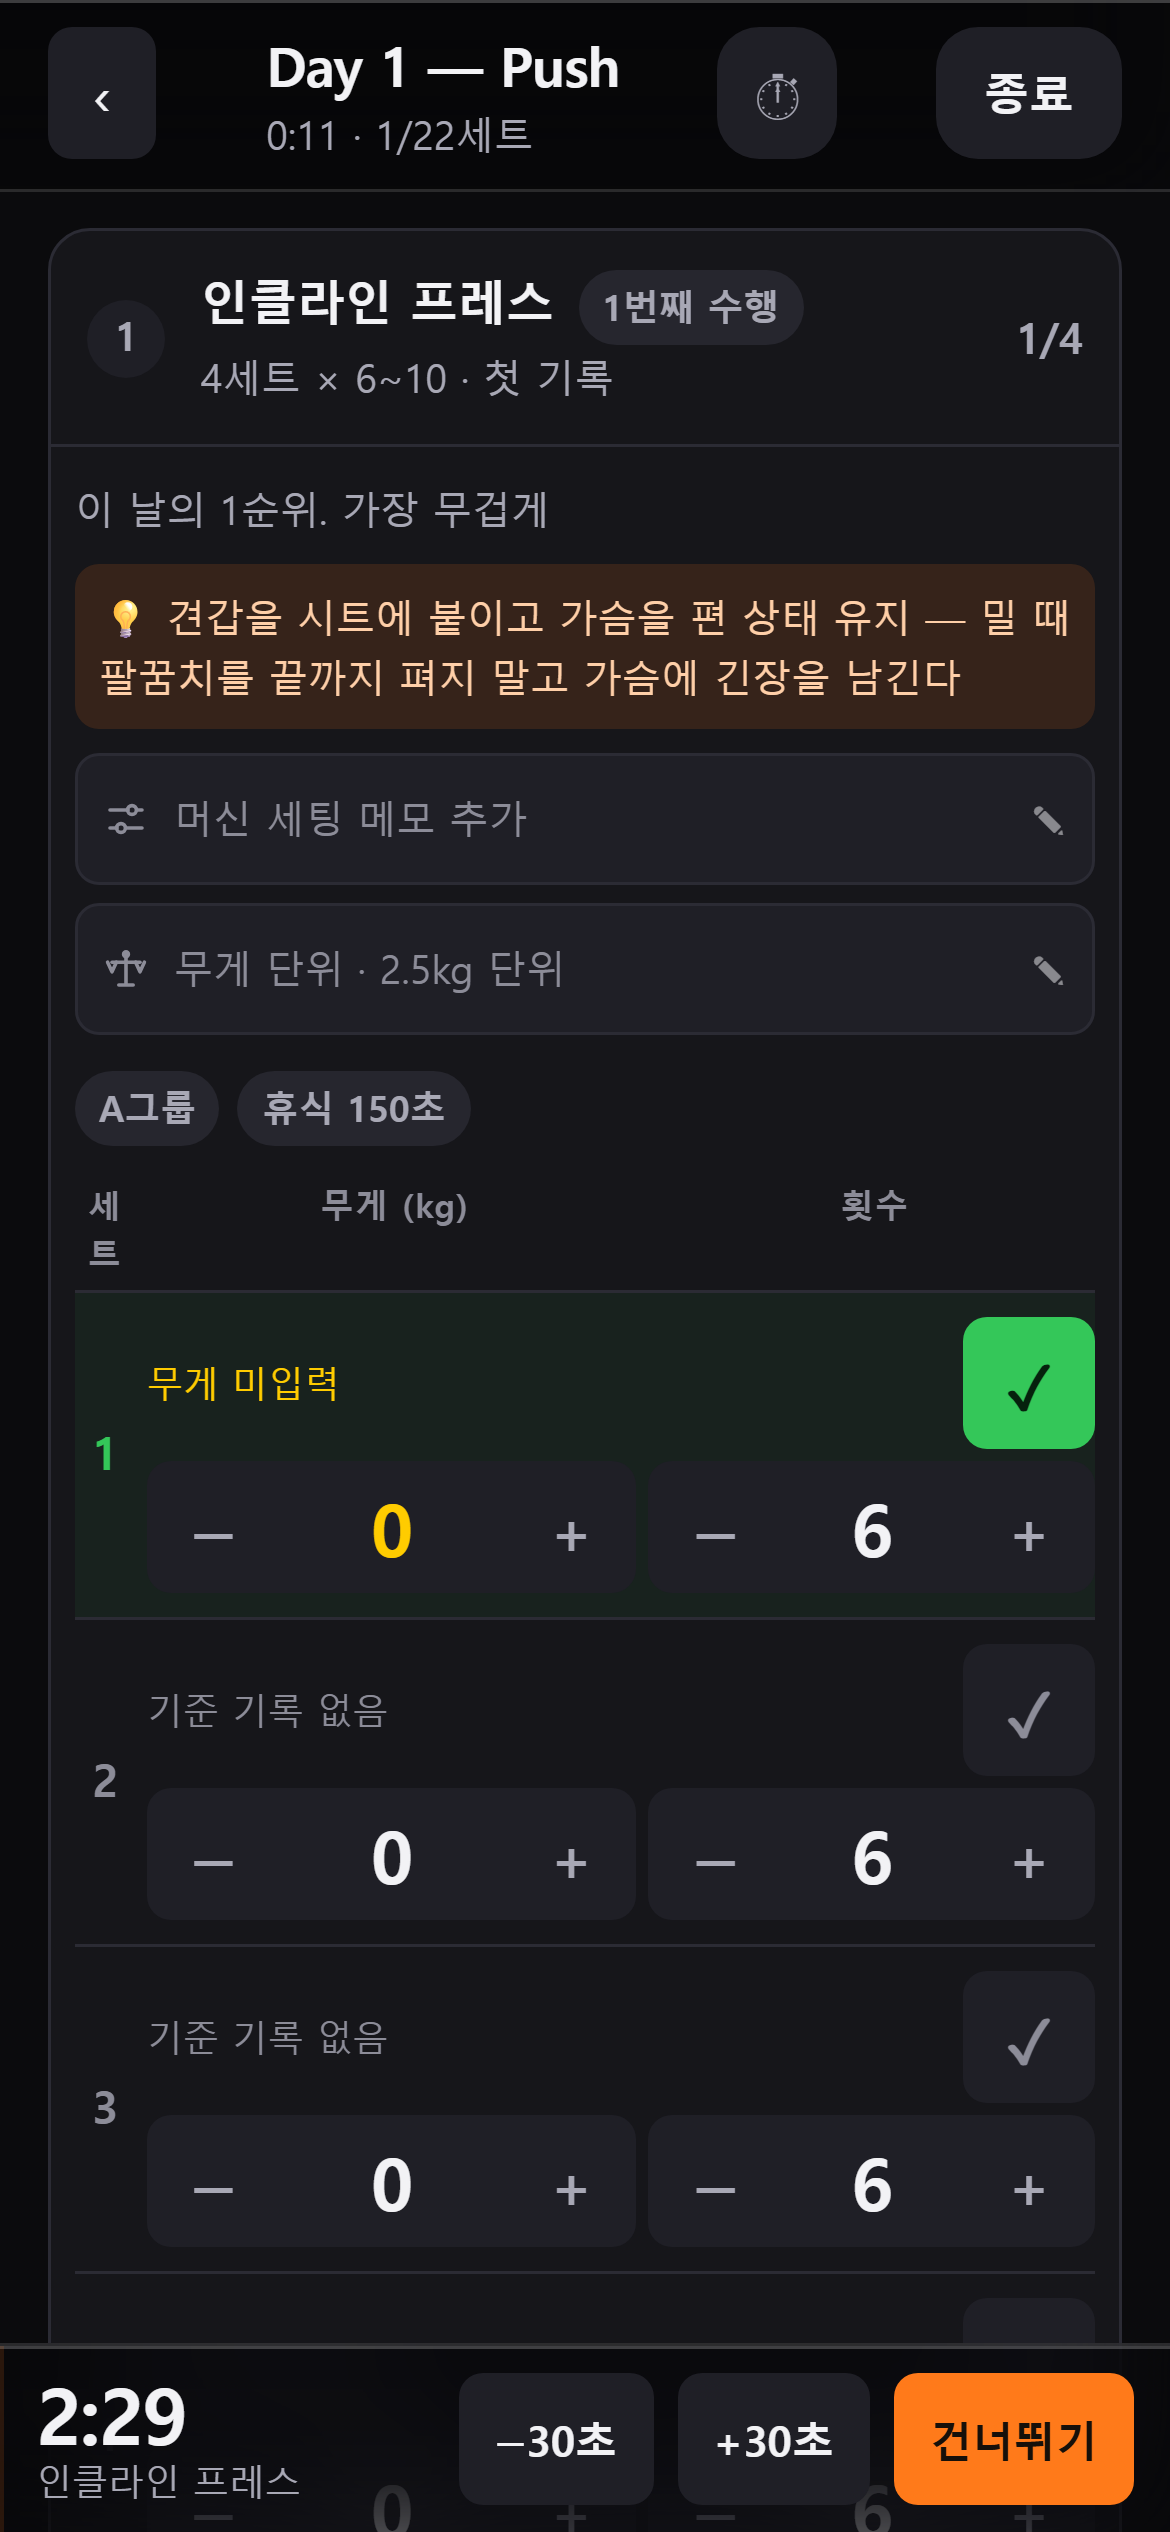 ‹
Day 1 — Push
0:11 · 1/22세트
종료
1
인클라인 프레스
1번째 수행
4세트 × 6~10 · 첫 기록
1/4
이 날의 1순위. 가장 무겁게
💡 견갑을 시트에 붙이고 가슴을 편 상태 유지 — 밀 때
팔꿈치를 끝까지 펴지 말고 가슴에 긴장을 남긴다
머신 세팅 메모 추가
무게 단위 · 2.5kg 단위
A그룹
휴식 150초
세
트
무게 (kg)
횟수
무게 미입력
✓
1
— 0 +
— 6 +
기준 기록 없음
✓
2
— 0 +
— 6 +
기준 기록 없음
✓
3
— 0 +
— 6 +
2:29
인클라인 프레스
−30초
+30초
건너뛰기
— 0 +
— 6 +